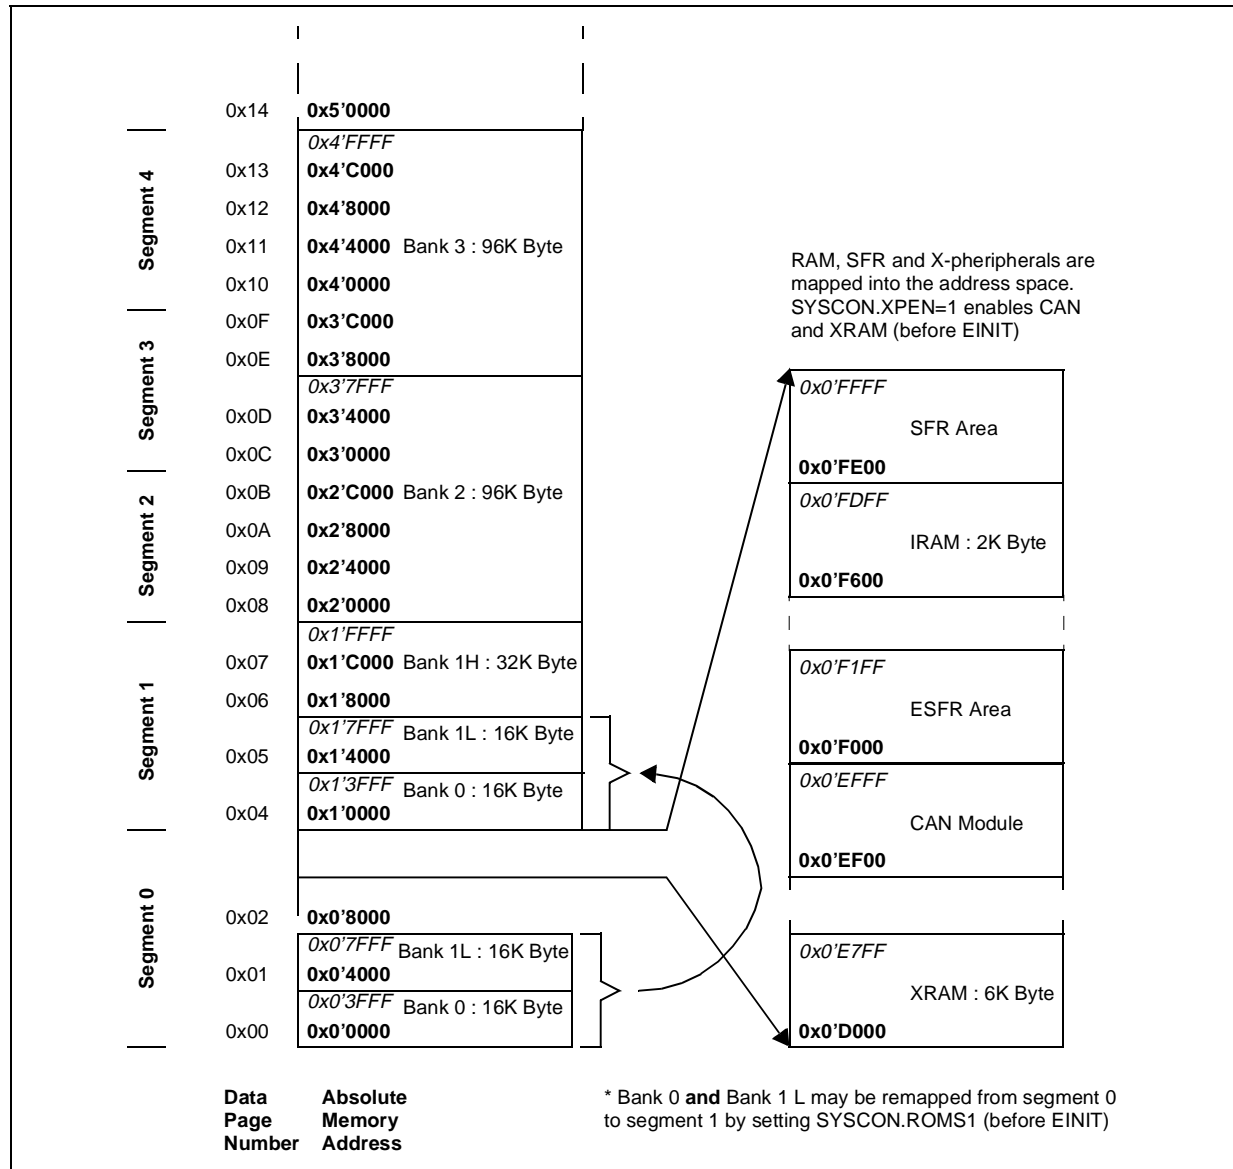 0x14 0x5'0000
0x4'FFFF
0x13 0x4'C000
0x12 0x4'8000
0x11 0x4'4000 Bank 3 : 96K Byte
0x10 0x4'0000
Segment 4
0x0F 0x3'C000
0x0E 0x3'8000
0x3'7FFF
0x0D 0x3'4000
0x0C 0x3'0000
Segment 3
0x0B 0x2'C000 Bank 2 : 96K Byte
0x0A 0x2'8000
0x09 0x2'4000
0x08 0x2'0000
Segment 2
0x1'FFFF
0x07 0x1'C000 Bank 1H : 32K Byte
0x06 0x1'8000
0x1'7FFF Bank 1L : 16K Byte
0x05 0x1'4000
0x1'3FFF Bank 0 : 16K Byte
0x04 0x1'0000
Segment 1
0x02 0x0'8000
0x0'7FFF Bank 1L : 16K Byte
0x01 0x0'4000
0x0'3FFF Bank 0 : 16K Byte
0x00 0x0'0000
Segment 0
Data Absolute
Page Memory
Number Address
RAM, SFR and X-pheripherals are
mapped into the address space.
SYSCON.XPEN=1 enables CAN
and XRAM (before EINIT)
0x0'FFFF
SFR Area
0x0'FE00
0x0'FDFF
IRAM : 2K Byte
0x0'F600
0x0'F1FF
ESFR Area
0x0'F000
0x0'EFFF
CAN Module
0x0'EF00
0x0'E7FF
XRAM : 6K Byte
0x0'D000
* Bank 0 and Bank 1 L may be remapped from segment 0
to segment 1 by setting SYSCON.ROMS1 (before EINIT)